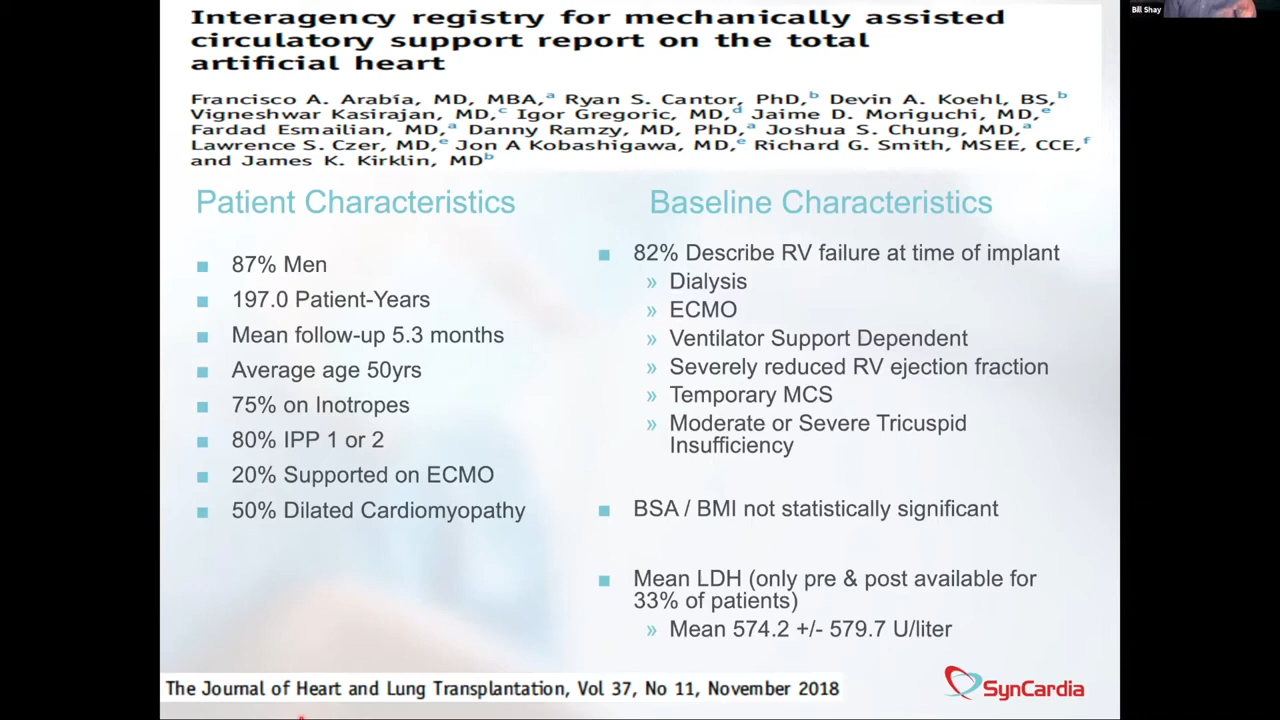 Bill Shay
Interagency registry for mechanically assisted
circulatory support report on the total
artificial heart
Francisco A. Arabía, MD, MBA,ᵃ Ryan S. Cantor, PhD,ᵇ Devin A. Koehl, BS,ᵇ
Vigneshwar Kasirajan, MD,ᶜ Igor Gregoric, MD,ᵈ Jaime D. Moriguchi, MD,ᵉ
Fardad Esmailian, MD,ᵃ Danny Ramzy, MD, PhD,ᵃ Joshua S. Chung, MD,ᵃ
Lawrence S. Czer, MD,ᵉ Jon A Kobashigawa, MD,ᵉ Richard G. Smith, MSEE, CCE,ᶠ
and James K. Kirklin, MDᵇ
Patient Characteristics
87% Men
197.0 Patient-Years
Mean follow-up 5.3 months
Average age 50yrs
75% on Inotropes
80% IPP 1 or 2
20% Supported on ECMO
50% Dilated Cardiomyopathy
Baseline Characteristics
82% Describe RV failure at time of implant
» Dialysis
» ECMO
» Ventilator Support Dependent
» Severely reduced RV ejection fraction
» Temporary MCS
» Moderate or Severe Tricuspid
Insufficiency
BSA / BMI not statistically significant
Mean LDH (only pre & post available for
33% of patients)
» Mean 574.2 +/- 579.7 U/liter
The Journal of Heart and Lung Transplantation, Vol 37, No 11, November 2018
SynCardia